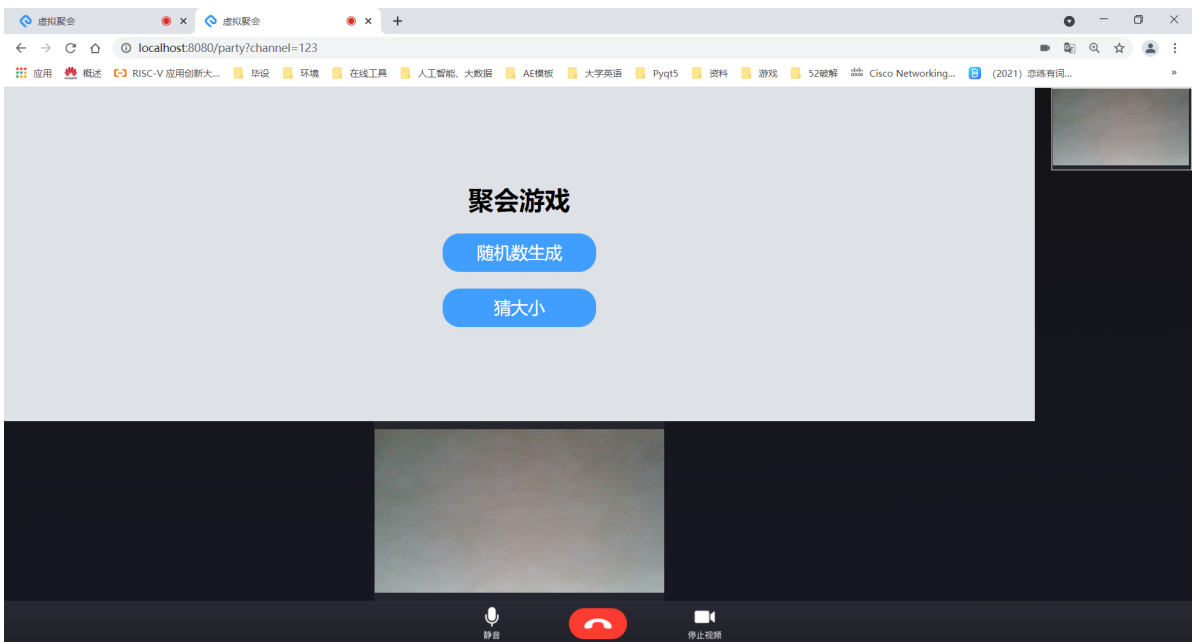 虚拟聚会 虚拟聚会
localhost:8080/party?channel=123
应用 概述 RISC-V 应用创新大... 毕设 环境 在线工具 人工智能、大数据 AE模板 大学英语 Pyqt5 资料 游戏 52破解 Cisco Networking... (2021) 恋练有词... »
聚会游戏
随机数生成
猜大小
静音 停止视频